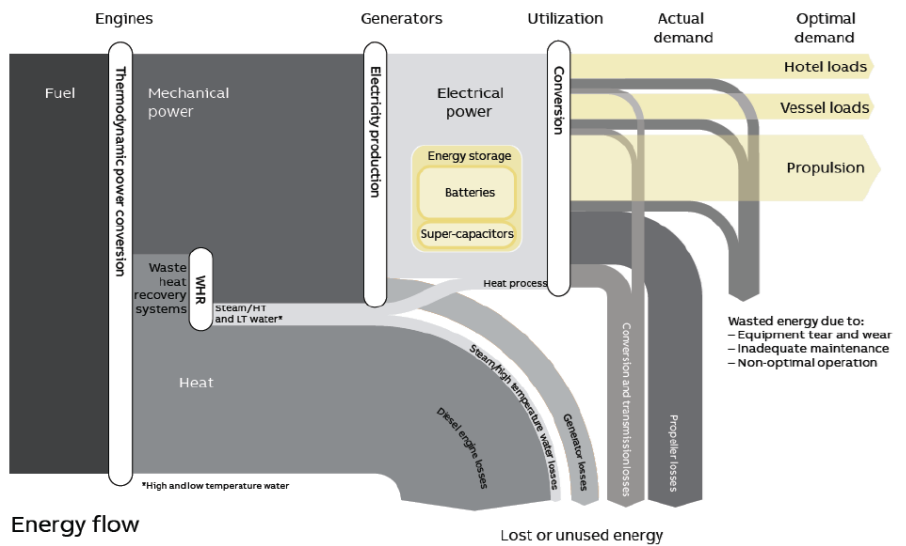 Engines
Generators
Utilization
Actual
demand
Optimal
demand
Fuel
Thermodynamic power conversion
Mechanical
power
Electricity production
Electrical
power
Energy storage
Batteries
Super-capacitors
Conversion
Hotel loads
Vessel loads
Propulsion
Waste
heat
recovery
systems
WHR
Steam/HT
and LT water*
Heat process
Heat
Diesel engine losses
Steam/high temperature water losses
Generator losses
Conversion and transmission losses
Propeller losses
Wasted energy due to:
– Equipment tear and wear
– Inadequate maintenance
– Non-optimal operation
*High and low temperature water
Energy flow
Lost or unused energy